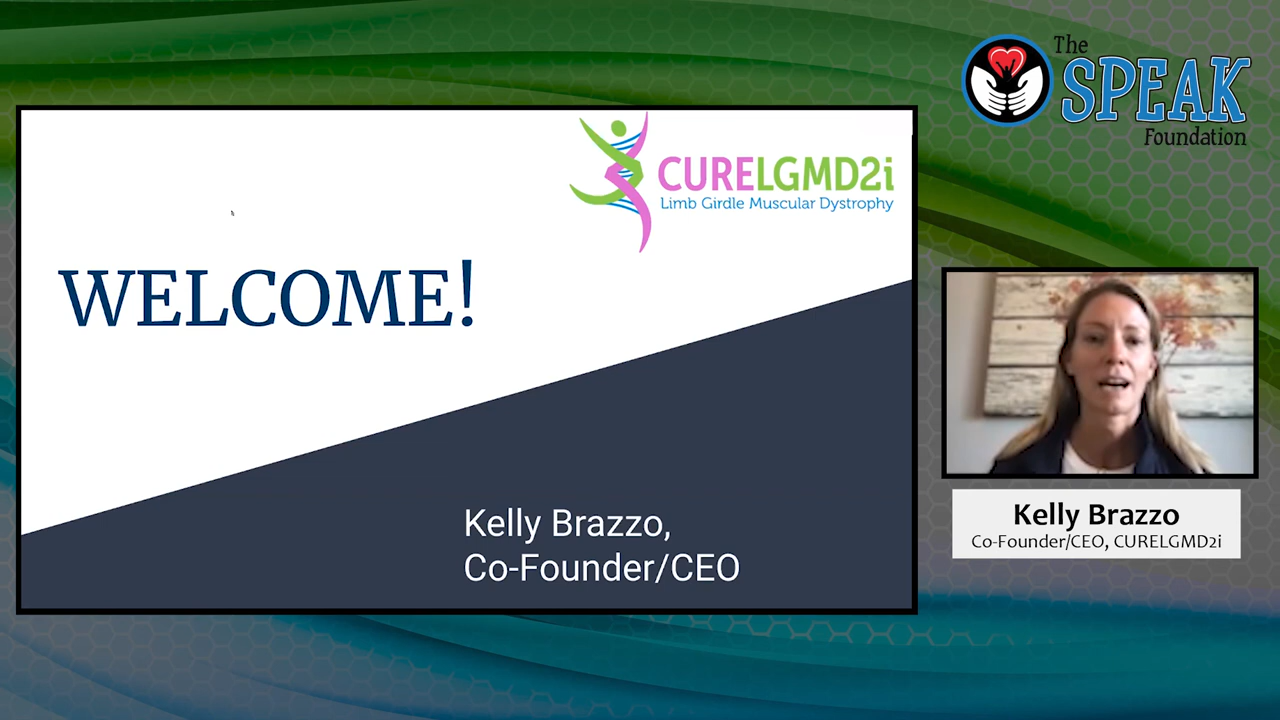 The
SPEAK
Foundation
CURELGMD2i
Limb Girdle Muscular Dystrophy
WELCOME!
Kelly Brazzo,
Co-Founder/CEO
Kelly Brazzo
Co-Founder/CEO, CURELGMD2i